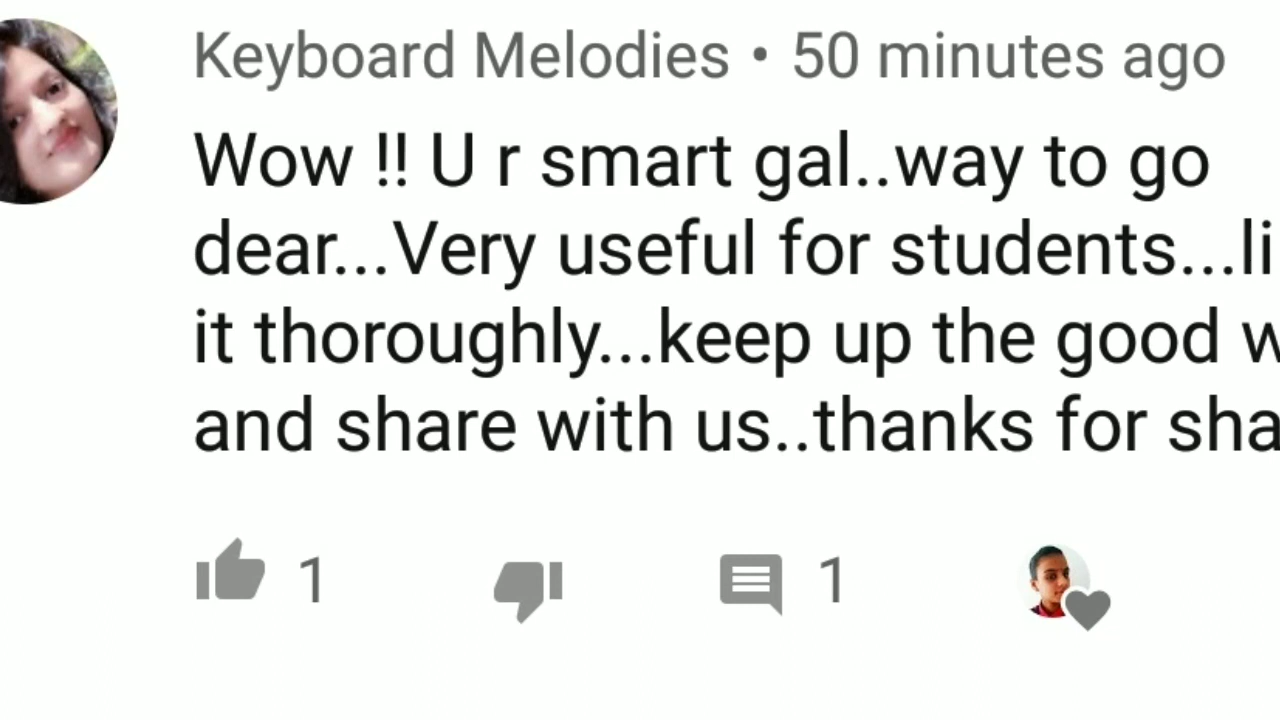 Keyboard Melodies • 50 minutes ago
Wow !! U r smart gal..way to go
dear...Very useful for students...li
it thoroughly...keep up the good w
and share with us..thanks for sha
1
1